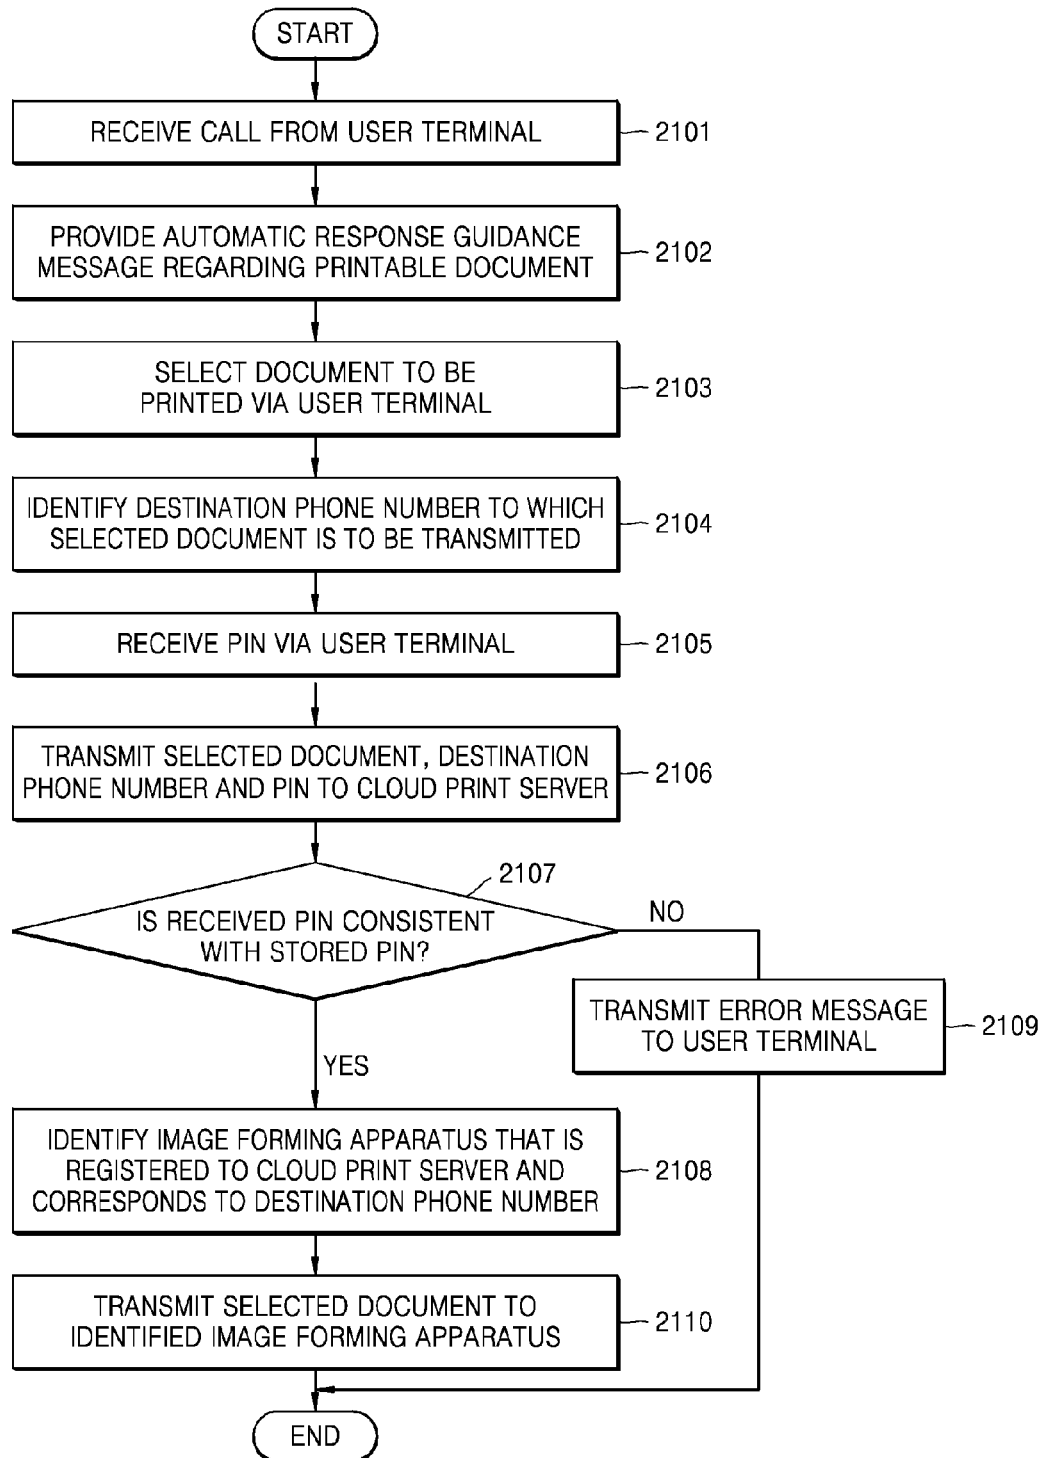 START
RECEIVE CALL FROM USER TERMINAL
2101
PROVIDE AUTOMATIC RESPONSE GUIDANCE
MESSAGE REGARDING PRINTABLE DOCUMENT
2102
SELECT DOCUMENT TO BE
PRINTED VIA USER TERMINAL
2103
IDENTIFY DESTINATION PHONE NUMBER TO WHICH
SELECTED DOCUMENT IS TO BE TRANSMITTED
2104
RECEIVE PIN VIA USER TERMINAL
2105
TRANSMIT SELECTED DOCUMENT, DESTINATION
PHONE NUMBER AND PIN TO CLOUD PRINT SERVER
2106
2107
IS RECEIVED PIN CONSISTENT
WITH STORED PIN?
NO
TRANSMIT ERROR MESSAGE
TO USER TERMINAL
2109
YES
IDENTIFY IMAGE FORMING APPARATUS THAT IS
REGISTERED TO CLOUD PRINT SERVER AND
CORRESPONDS TO DESTINATION PHONE NUMBER
2108
TRANSMIT SELECTED DOCUMENT TO
IDENTIFIED IMAGE FORMING APPARATUS
2110
END